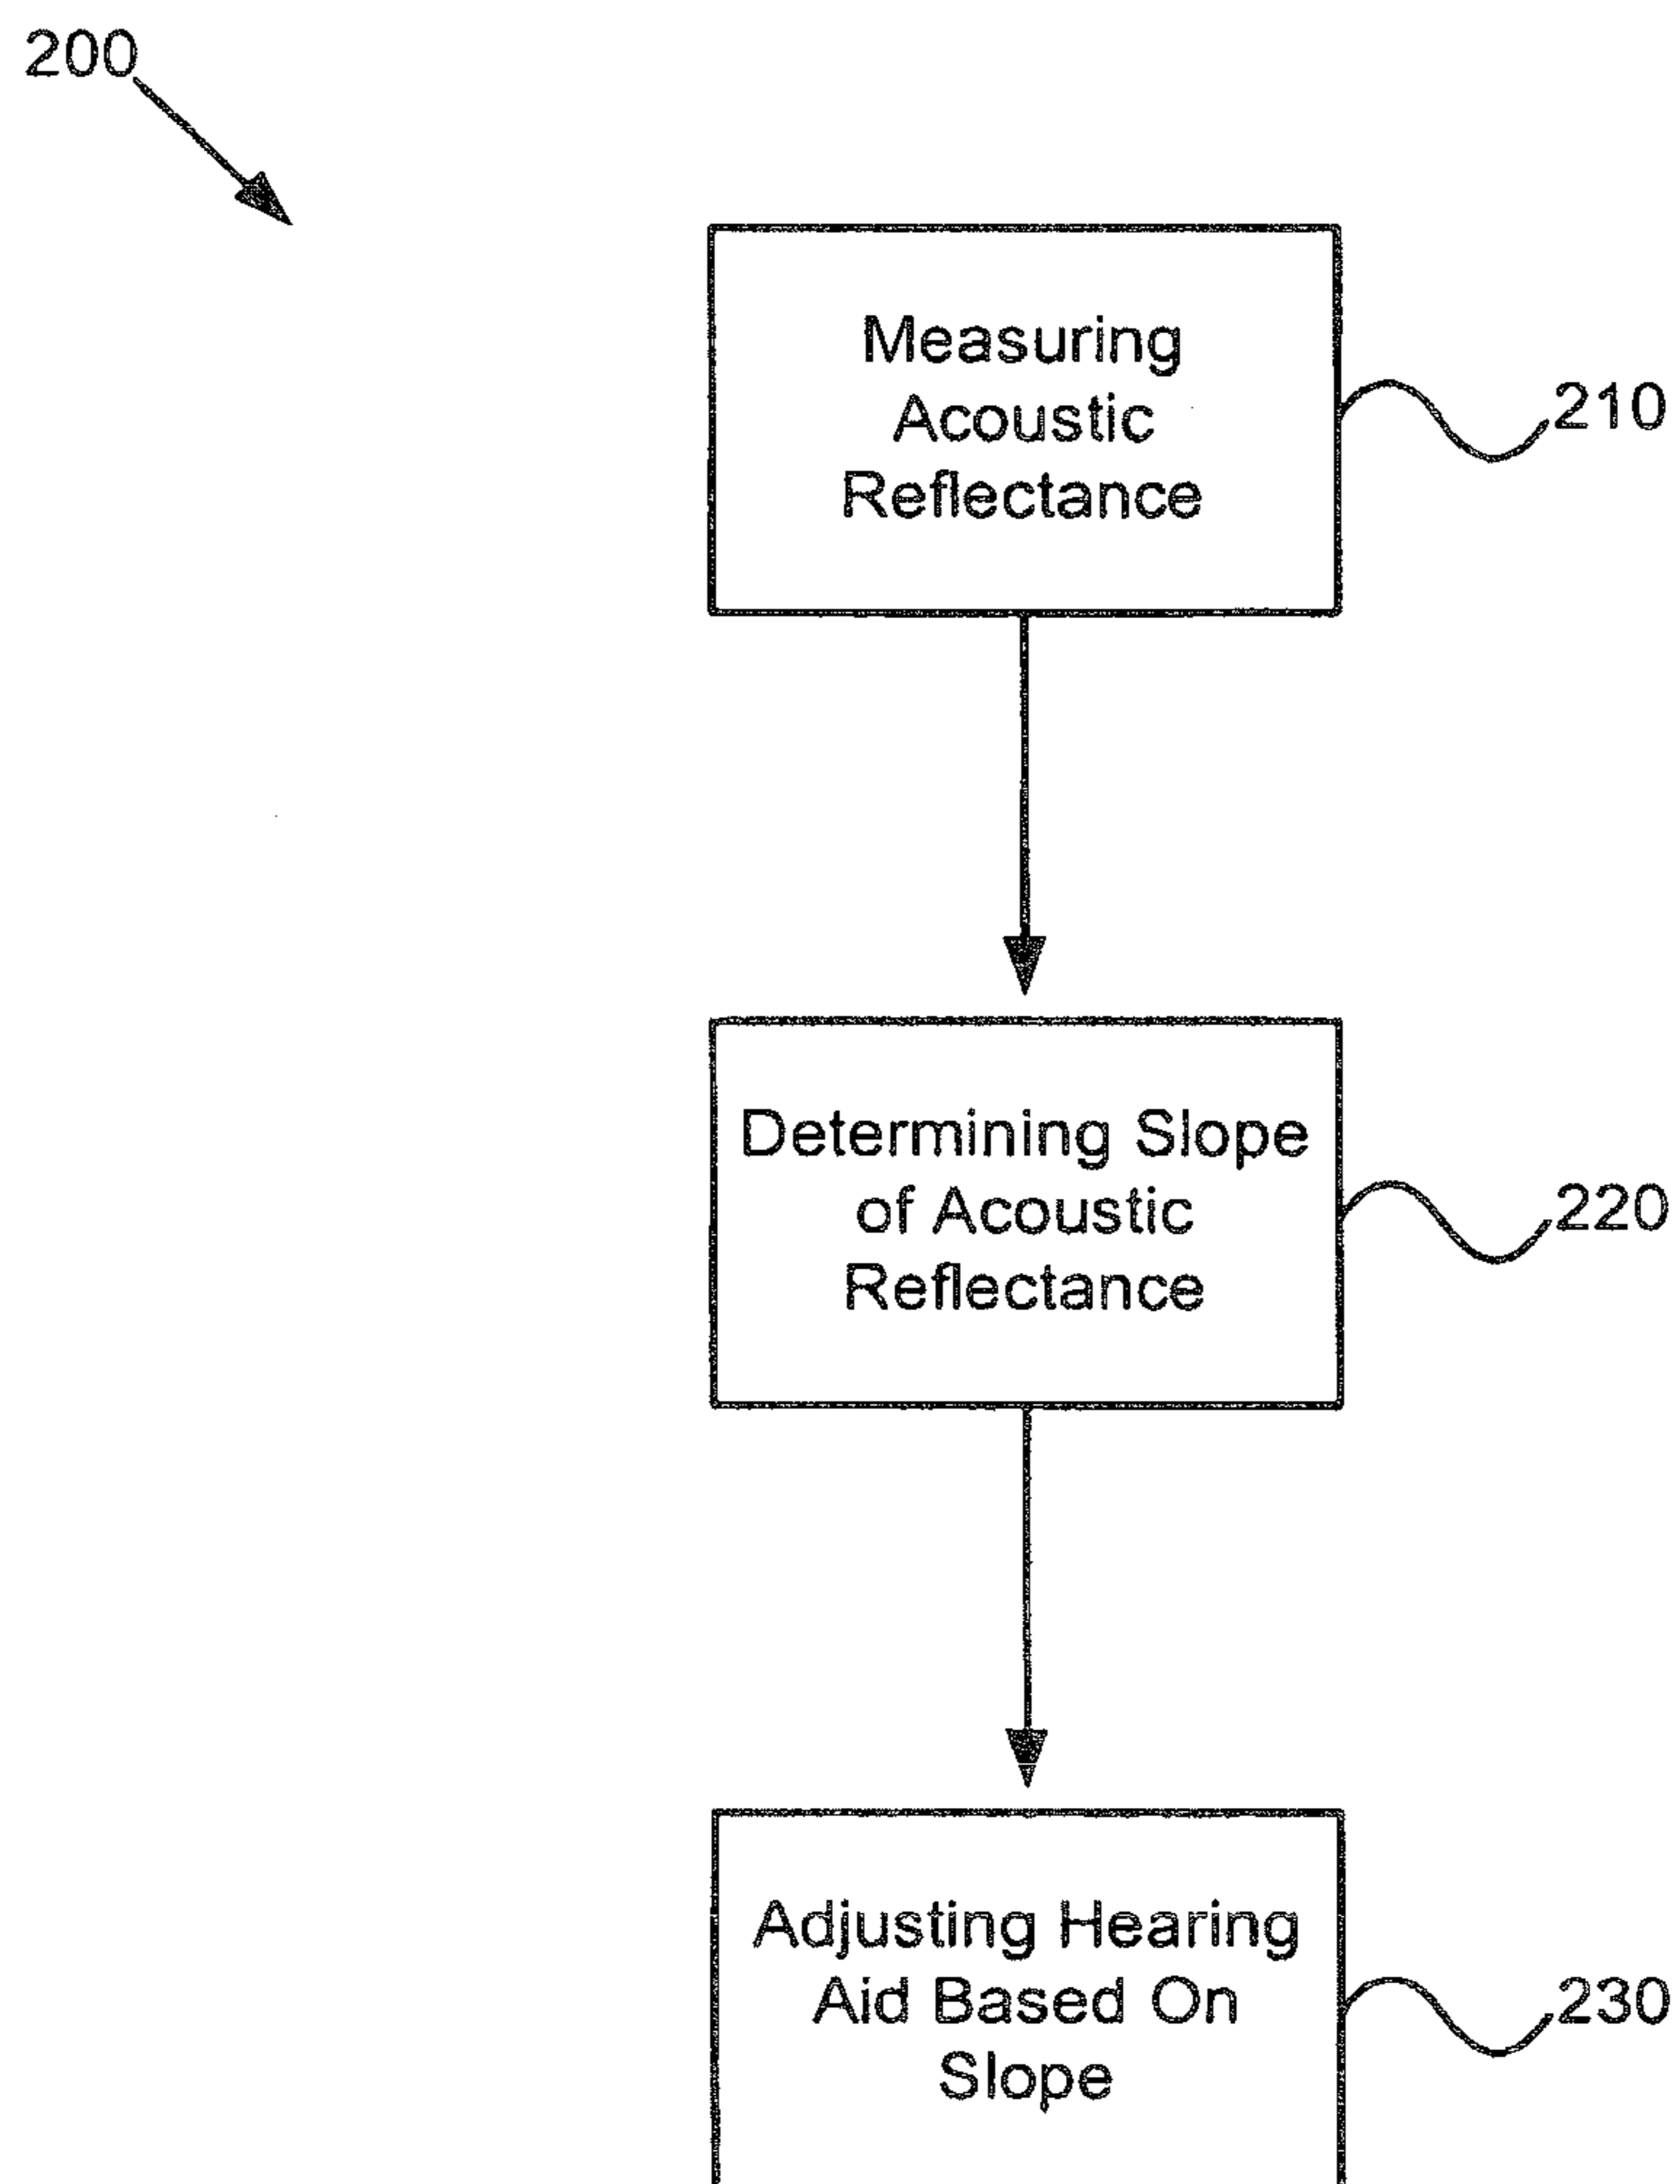 200
Measuring
Acoustic
Reflectance
210
Determining Slope
of Acoustic
Reflectance
220
Adjusting Hearing
Aid Based On
Slope
230